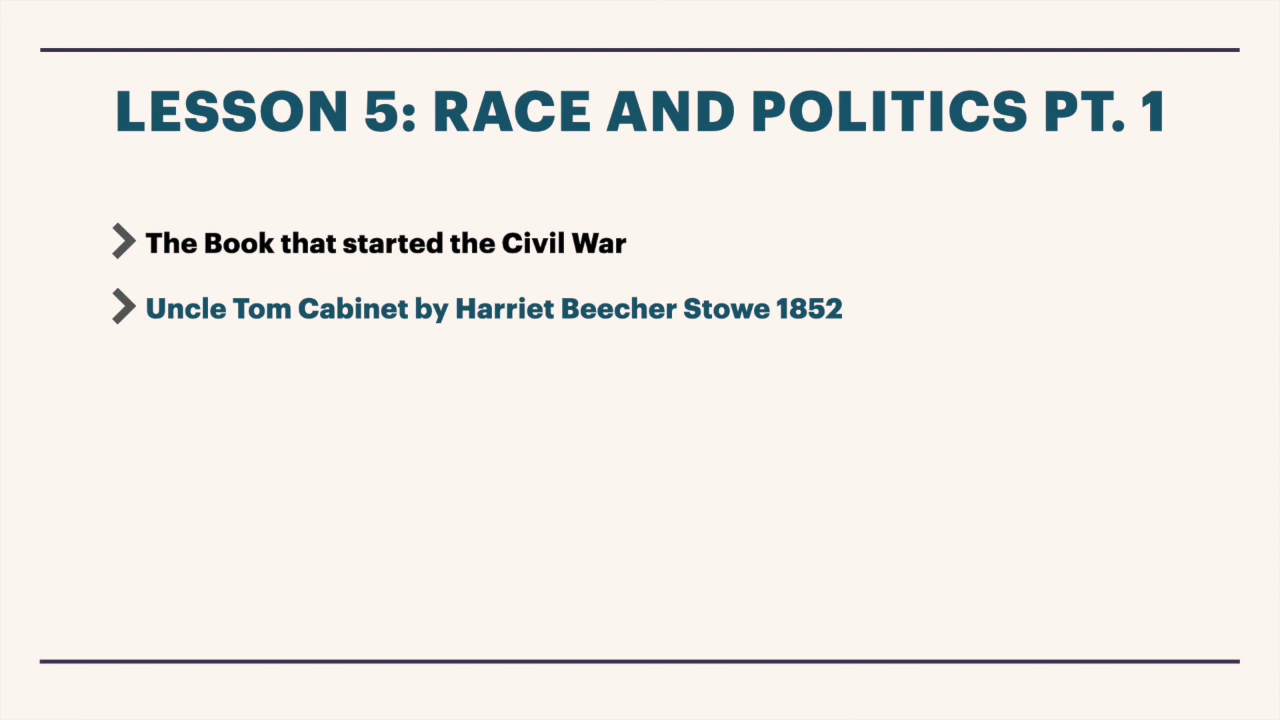 LESSON 5: RACE AND POLITICS PT. 1
The Book that started the Civil War
Uncle Tom Cabinet by Harriet Beecher Stowe 1852